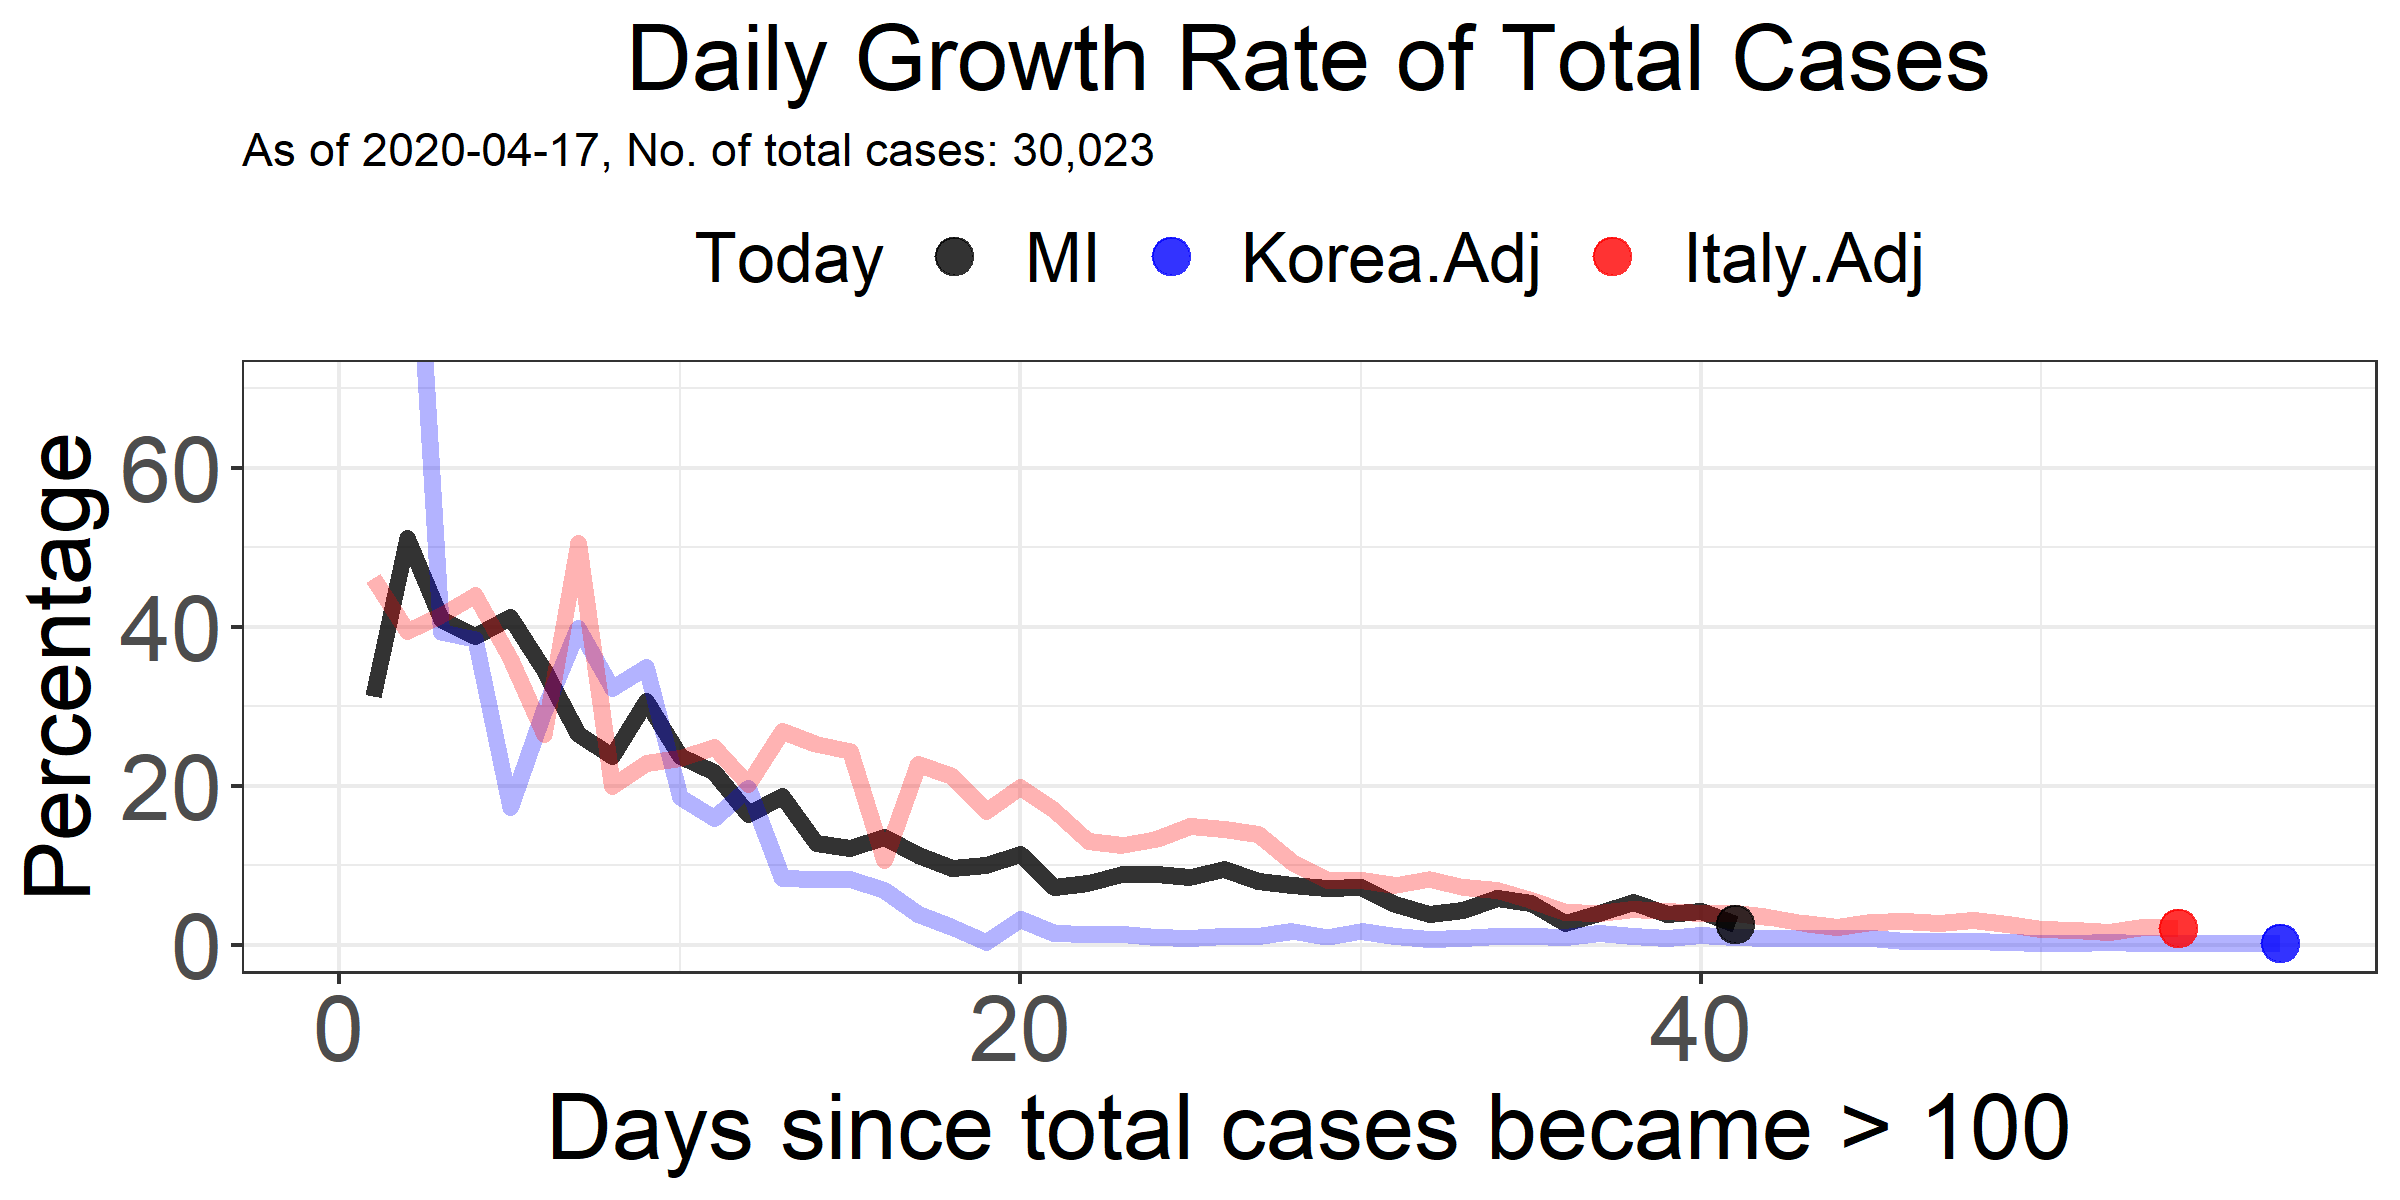 Daily Growth Rate of Total Cases
As of 2020-04-17, No. of total cases: 30,023
Today MI Korea.Adj Italy.Adj
Percentage
60
40
20
0
0 20 40
Days since total cases became > 100